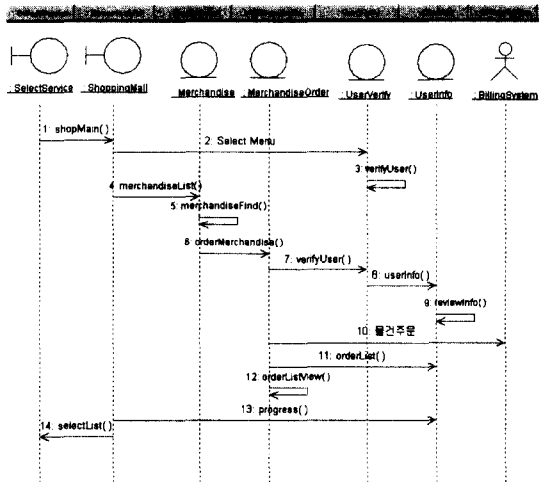 : SelectService
: ShoppingMall
: Merchandise
: MerchandiseOrder
: UserVerify
: UserInfo
: BillingSystem
1: shopMain( )
2: Select Menu
3: verifyUser( )
4: merchandiseList( )
5: merchandiseFind( )
6: orderMerchandise( )
7: verifyUser( )
8: userInfo( )
9: reviewInfo( )
10: 물건주문
11: orderList( )
12: orderListView( )
13: progress( )
14: selectList( )